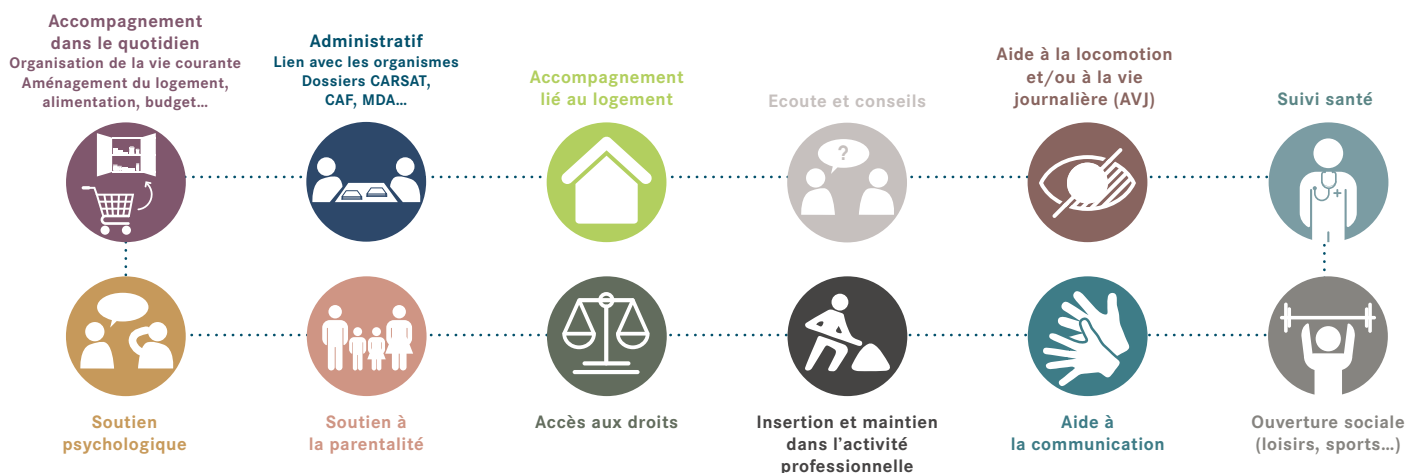 Accompagnement
dans le quotidien
Organisation de la vie courante
Aménagement du logement,
alimentation, budget...
Administratif
Lien avec les organismes
Dossiers CARSAT,
CAF, MDA...
Accompagnement
lié au logement
Ecoute et conseils
Aide à la locomotion
et/ou à la vie
journalière (AVJ)
Suivi santé
?
Soutien
psychologique
Soutien à
la parentalité
Accès aux droits
Insertion et maintien
dans l'activité
professionnelle
Aide à
la communication
Ouverture sociale
(loisirs, sports...)